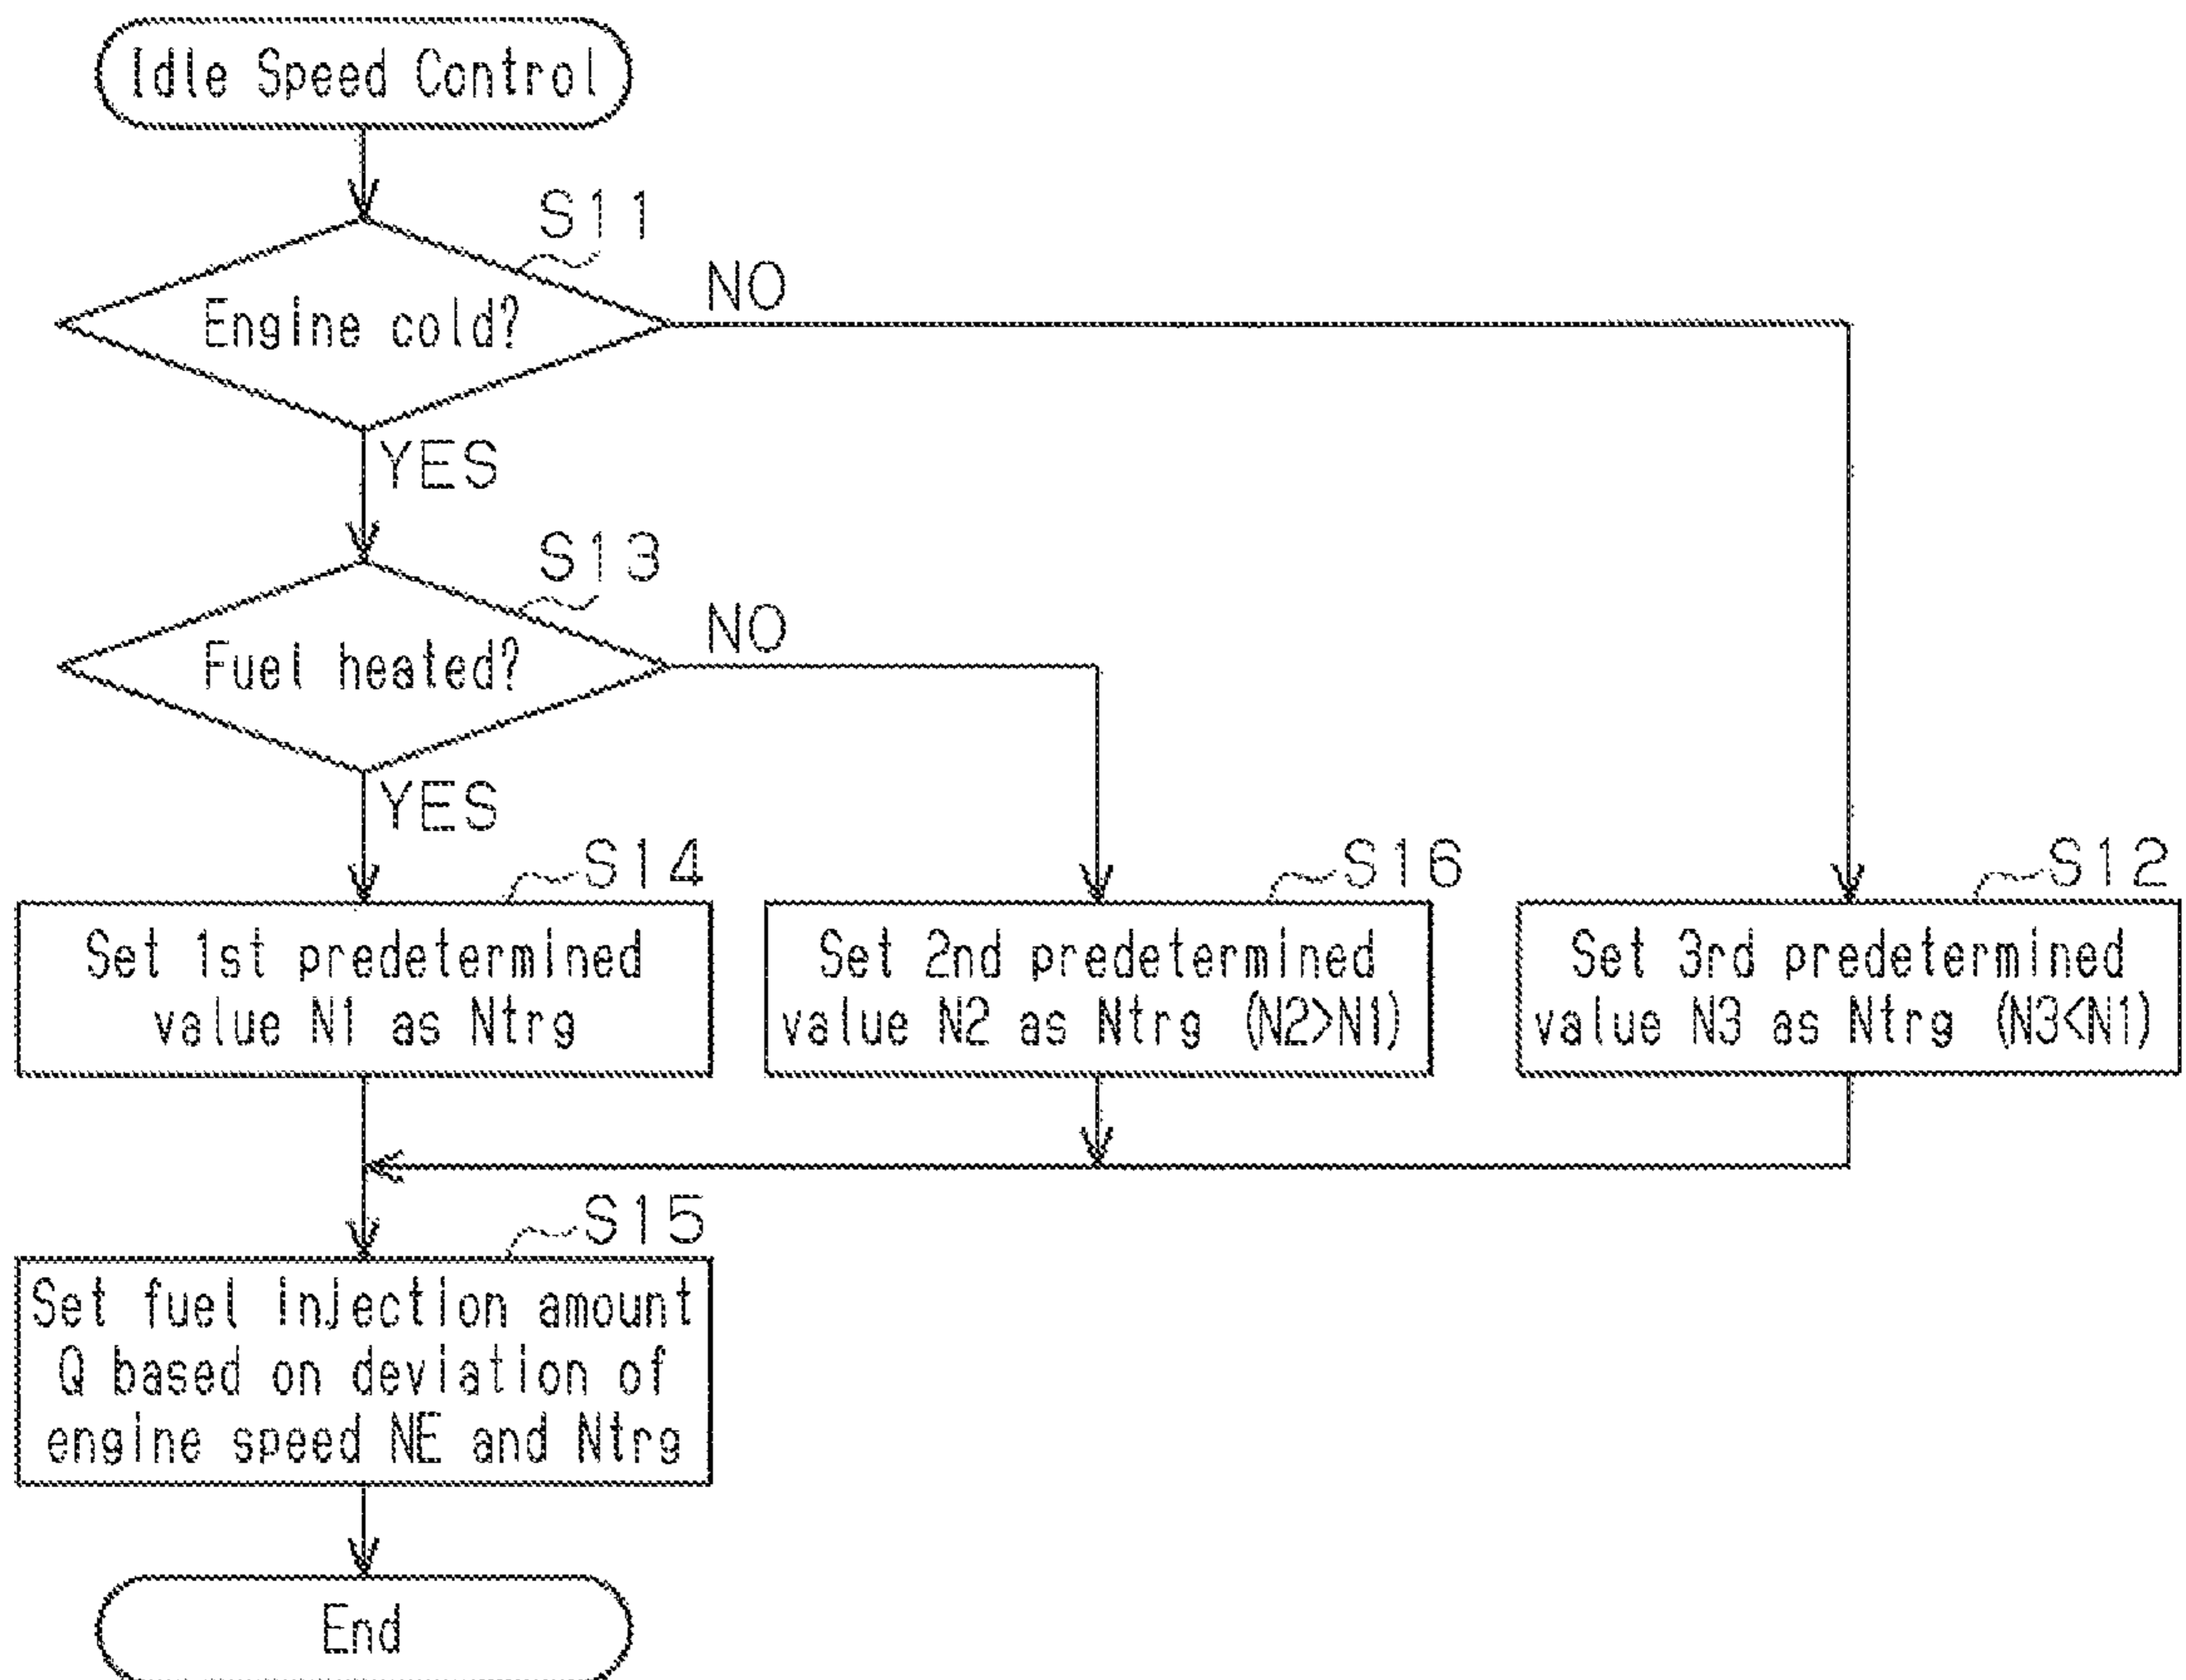 Idle Speed Control
S11
Engine cold?
NO
YES
S13
Fuel heated?
NO
YES
S14
Set 1st predetermined
value N1 as Ntrg
S16
Set 2nd predetermined
value N2 as Ntrg (N2>N1)
S12
Set 3rd predetermined
value N3 as Ntrg (N3<N1)
S15
Set fuel injection amount
Q based on deviation of
engine speed NE and Ntrg
End